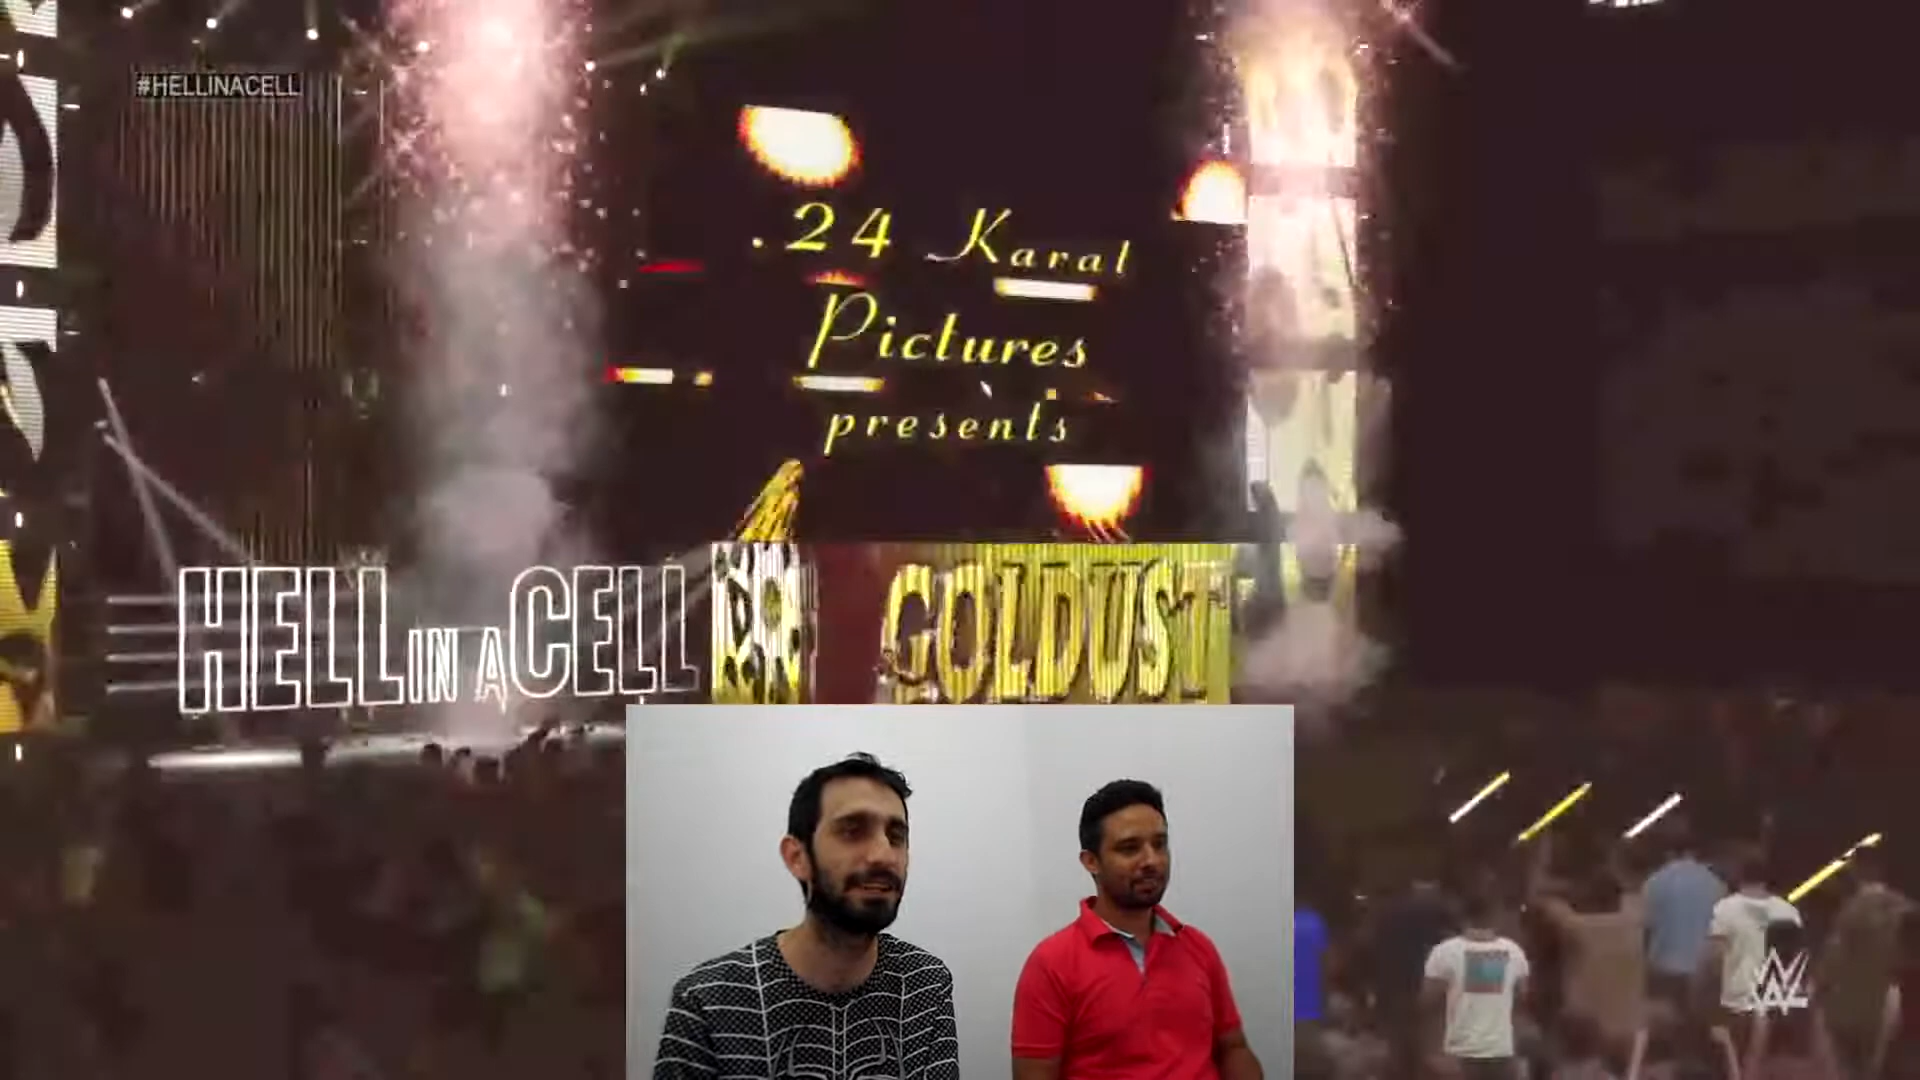 #HELLINACELL
.24 Karat
Pictures
presents
HELL IN A CELL
GOLDUST